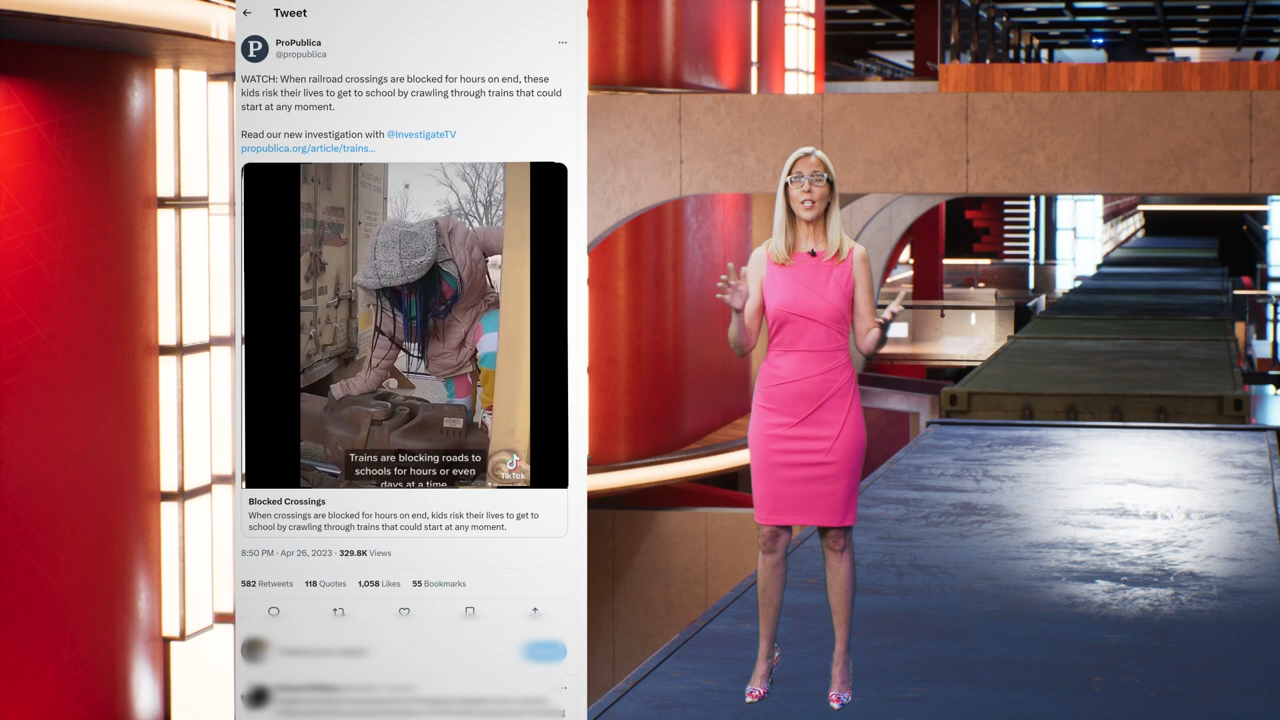 Tweet
P
ProPublica
@propublica
WATCH: When railroad crossings are blocked for hours on end, these
kids risk their lives to get to school by crawling through trains that could
start at any moment.
Read our new investigation with @InvestigateTV
propublica.org/article/trains...
Trains are blocking roads to
schools for hours or even
days at a time
TikTok
Blocked Crossings
When crossings are blocked for hours on end, kids risk their lives to get to
school by crawling through trains that could start at any moment.
8:50 PM · Apr 26, 2023 · 329.8K Views
582 Retweets 118 Quotes 1,058 Likes 55 Bookmarks